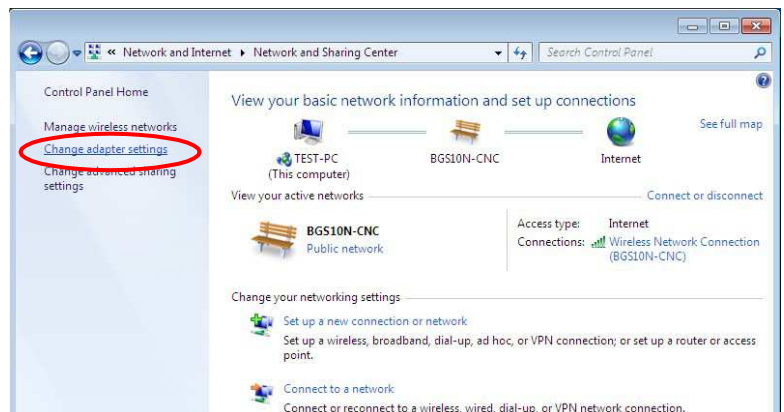 « Network and Internet ▸ Network and Sharing Center
Search Control Panel
Control Panel Home
Manage wireless networks
Change adapter settings
Change advanced sharing
settings
View your basic network information and set up connections
See full map
TEST-PC
(This computer)
BGS10N-CNC
Internet
View your active networks
Connect or disconnect
BGS10N-CNC
Public network
Access type: Internet
Connections: Wireless Network Connection
(BGS10N-CNC)
Change your networking settings
Set up a new connection or network
Set up a wireless, broadband, dial-up, ad hoc, or VPN connection; or set up a router or access
point.
Connect to a network
Connect or reconnect to a wireless, wired, dial-up, or VPN network connection.